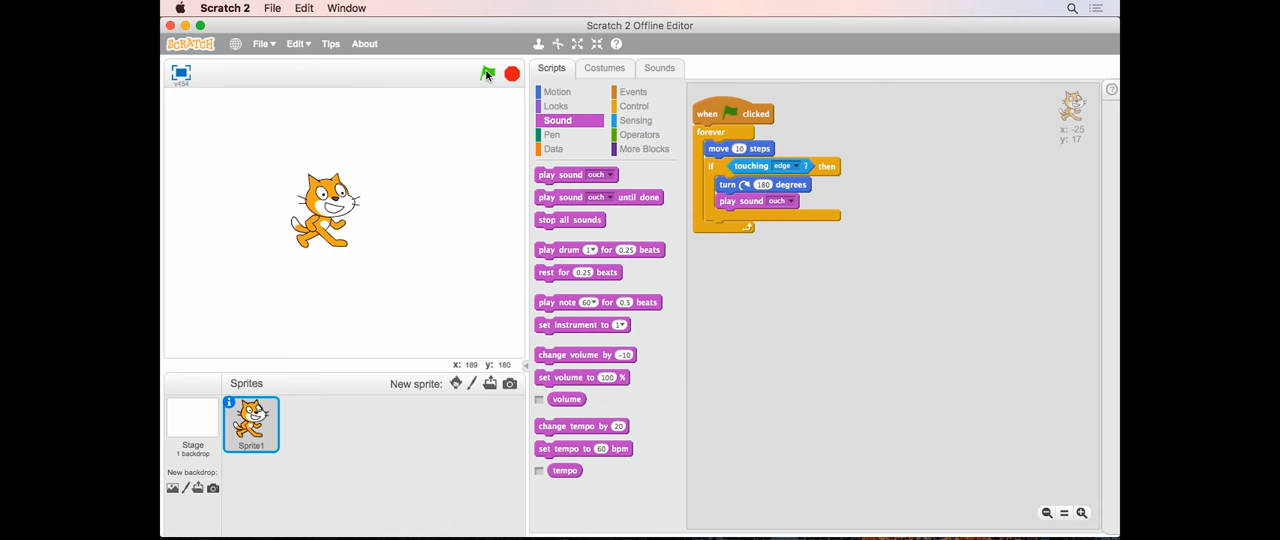 Scratch 2 File Edit Window
Scratch 2 Offline Editor
SCRATCH File Edit Tips About
v454
Scripts Costumes Sounds
Motion Events
Looks Control
Sound Sensing
Pen Operators
Data More Blocks
play sound ouch
play sound ouch until done
stop all sounds
play drum 1 for 0.25 beats
rest for 0.25 beats
play note 60 for 0.5 beats
set instrument to 1
change volume by -10
set volume to 100 %
volume
change tempo by 20
set tempo to 60 bpm
tempo
when clicked
forever
move 10 steps
if touching edge ? then
turn 180 degrees
play sound ouch
x: -25
y: 17
x: 189 y: 180
Sprites New sprite:
Stage
1 backdrop
New backdrop:
Sprite1